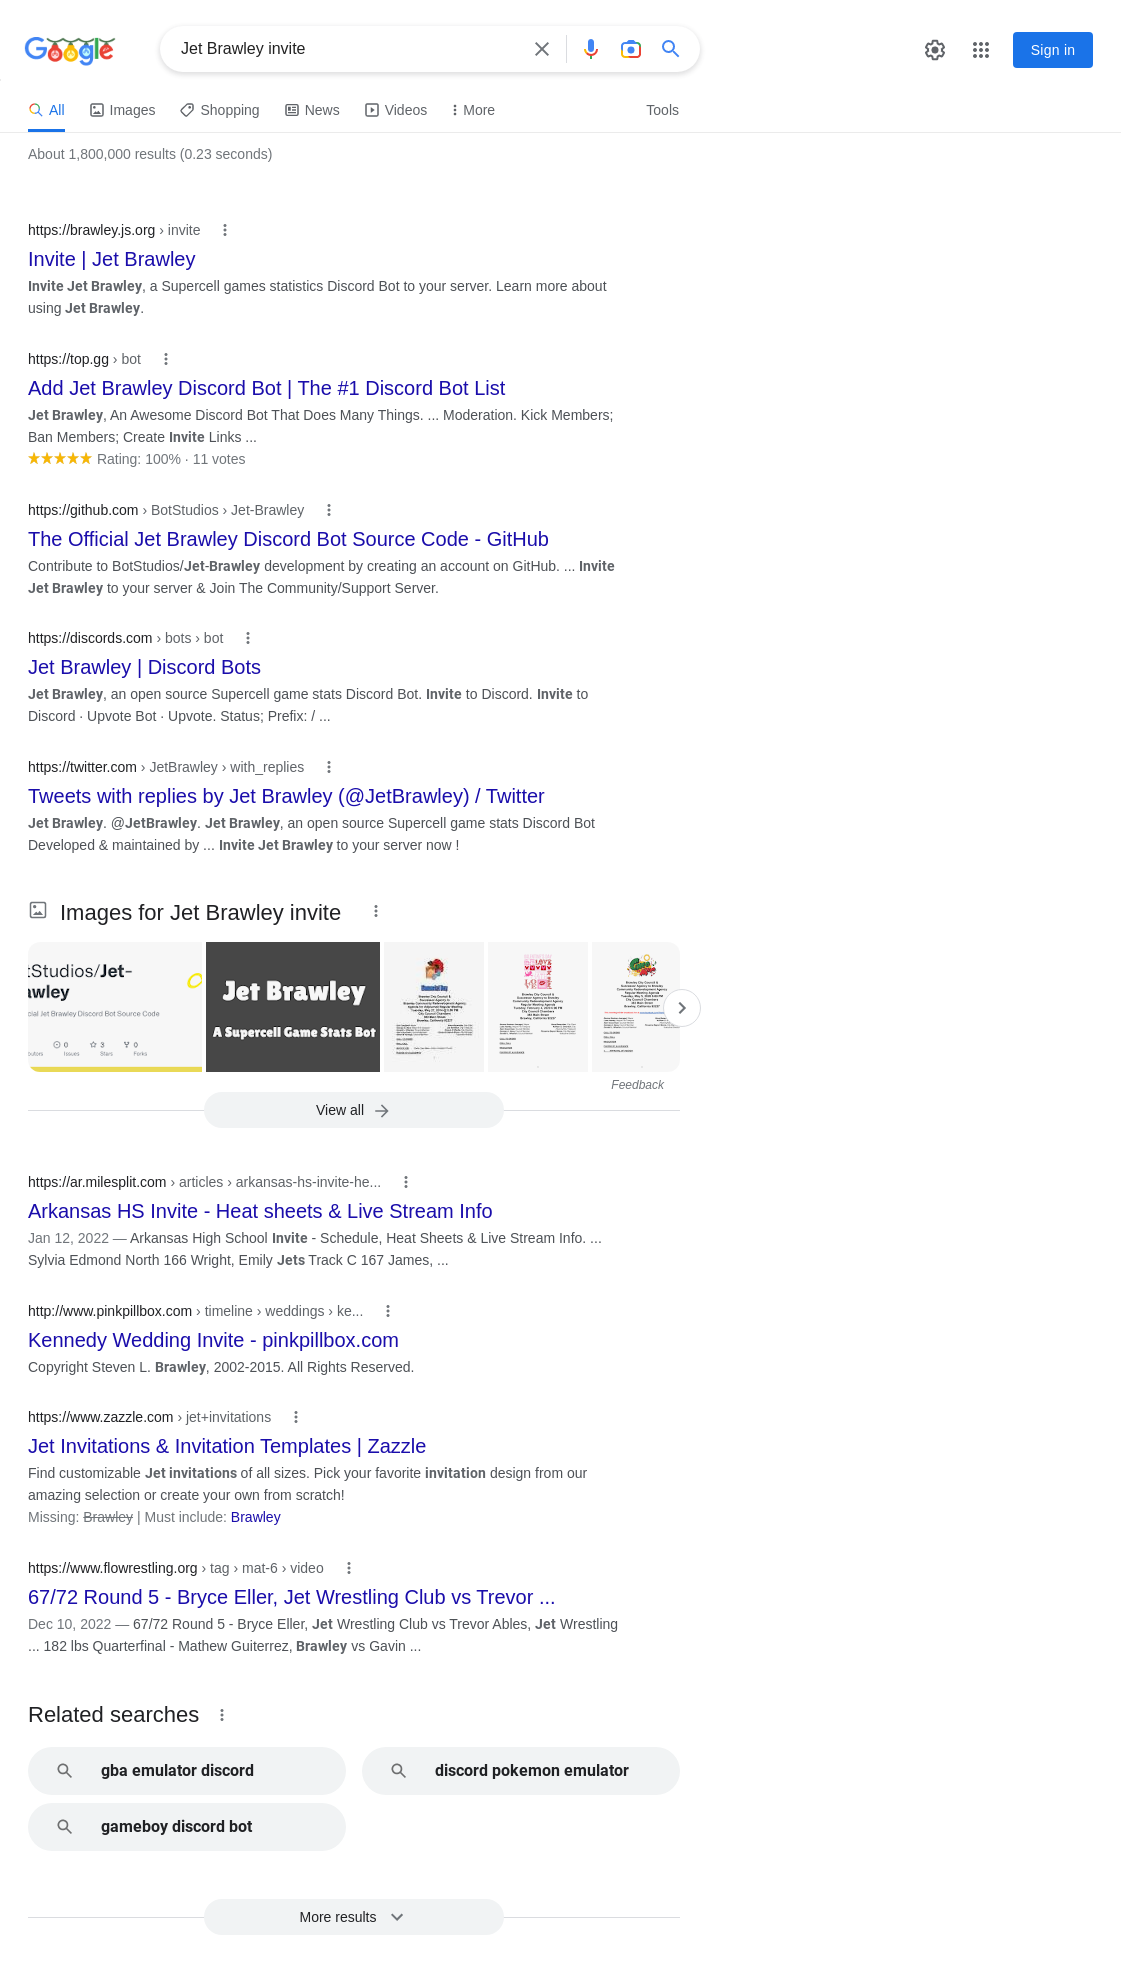 Google
Jet Brawley invite
Sign in
All
Images
Shopping
News
Videos
More
Tools
About 1,800,000 results (0.23 seconds)
https://brawley.js.org › invite
Invite | Jet Brawley
Invite Jet Brawley, a Supercell games statistics Discord Bot to your server. Learn more about
using Jet Brawley.
https://top.gg › bot
Add Jet Brawley Discord Bot | The #1 Discord Bot List
Jet Brawley, An Awesome Discord Bot That Does Many Things. ... Moderation. Kick Members;
Ban Members; Create Invite Links ...
Rating: 100% · 11 votes
https://github.com › BotStudios › Jet-Brawley
The Official Jet Brawley Discord Bot Source Code - GitHub
Contribute to BotStudios/Jet-Brawley development by creating an account on GitHub. ... Invite
Jet Brawley to your server & Join The Community/Support Server.
https://discords.com › bots › bot
Jet Brawley | Discord Bots
Jet Brawley, an open source Supercell game stats Discord Bot. Invite to Discord. Invite to
Discord · Upvote Bot · Upvote. Status; Prefix: / ...
https://twitter.com › JetBrawley › with_replies
Tweets with replies by Jet Brawley (@JetBrawley) / Twitter
Jet Brawley. @JetBrawley. Jet Brawley, an open source Supercell game stats Discord Bot
Developed & maintained by ... Invite Jet Brawley to your server now !
Images for Jet Brawley invite
tStudios/Jet-
awley
cial Jet Brawley Discord Bot Source Code
0
3
0
butors
Issues
Stars
Forks
Jet Brawley
A Supercell Game Stats Bot
Feedback
View all
https://ar.milesplit.com › articles › arkansas-hs-invite-he...
Arkansas HS Invite - Heat sheets & Live Stream Info
Jan 12, 2022 — Arkansas High School Invite - Schedule, Heat Sheets & Live Stream Info. ...
Sylvia Edmond North 166 Wright, Emily Jets Track C 167 James, ...
http://www.pinkpillbox.com › timeline › weddings › ke...
Kennedy Wedding Invite - pinkpillbox.com
Copyright Steven L. Brawley, 2002-2015. All Rights Reserved.
https://www.zazzle.com › jet+invitations
Jet Invitations & Invitation Templates | Zazzle
Find customizable Jet invitations of all sizes. Pick your favorite invitation design from our
amazing selection or create your own from scratch!
Missing: Brawley | Must include: Brawley
https://www.flowrestling.org › tag › mat-6 › video
67/72 Round 5 - Bryce Eller, Jet Wrestling Club vs Trevor ...
Dec 10, 2022 — 67/72 Round 5 - Bryce Eller, Jet Wrestling Club vs Trevor Ables, Jet Wrestling
... 182 lbs Quarterfinal - Mathew Guiterrez, Brawley vs Gavin ...
Related searches
gba emulator discord
discord pokemon emulator
gameboy discord bot
More results